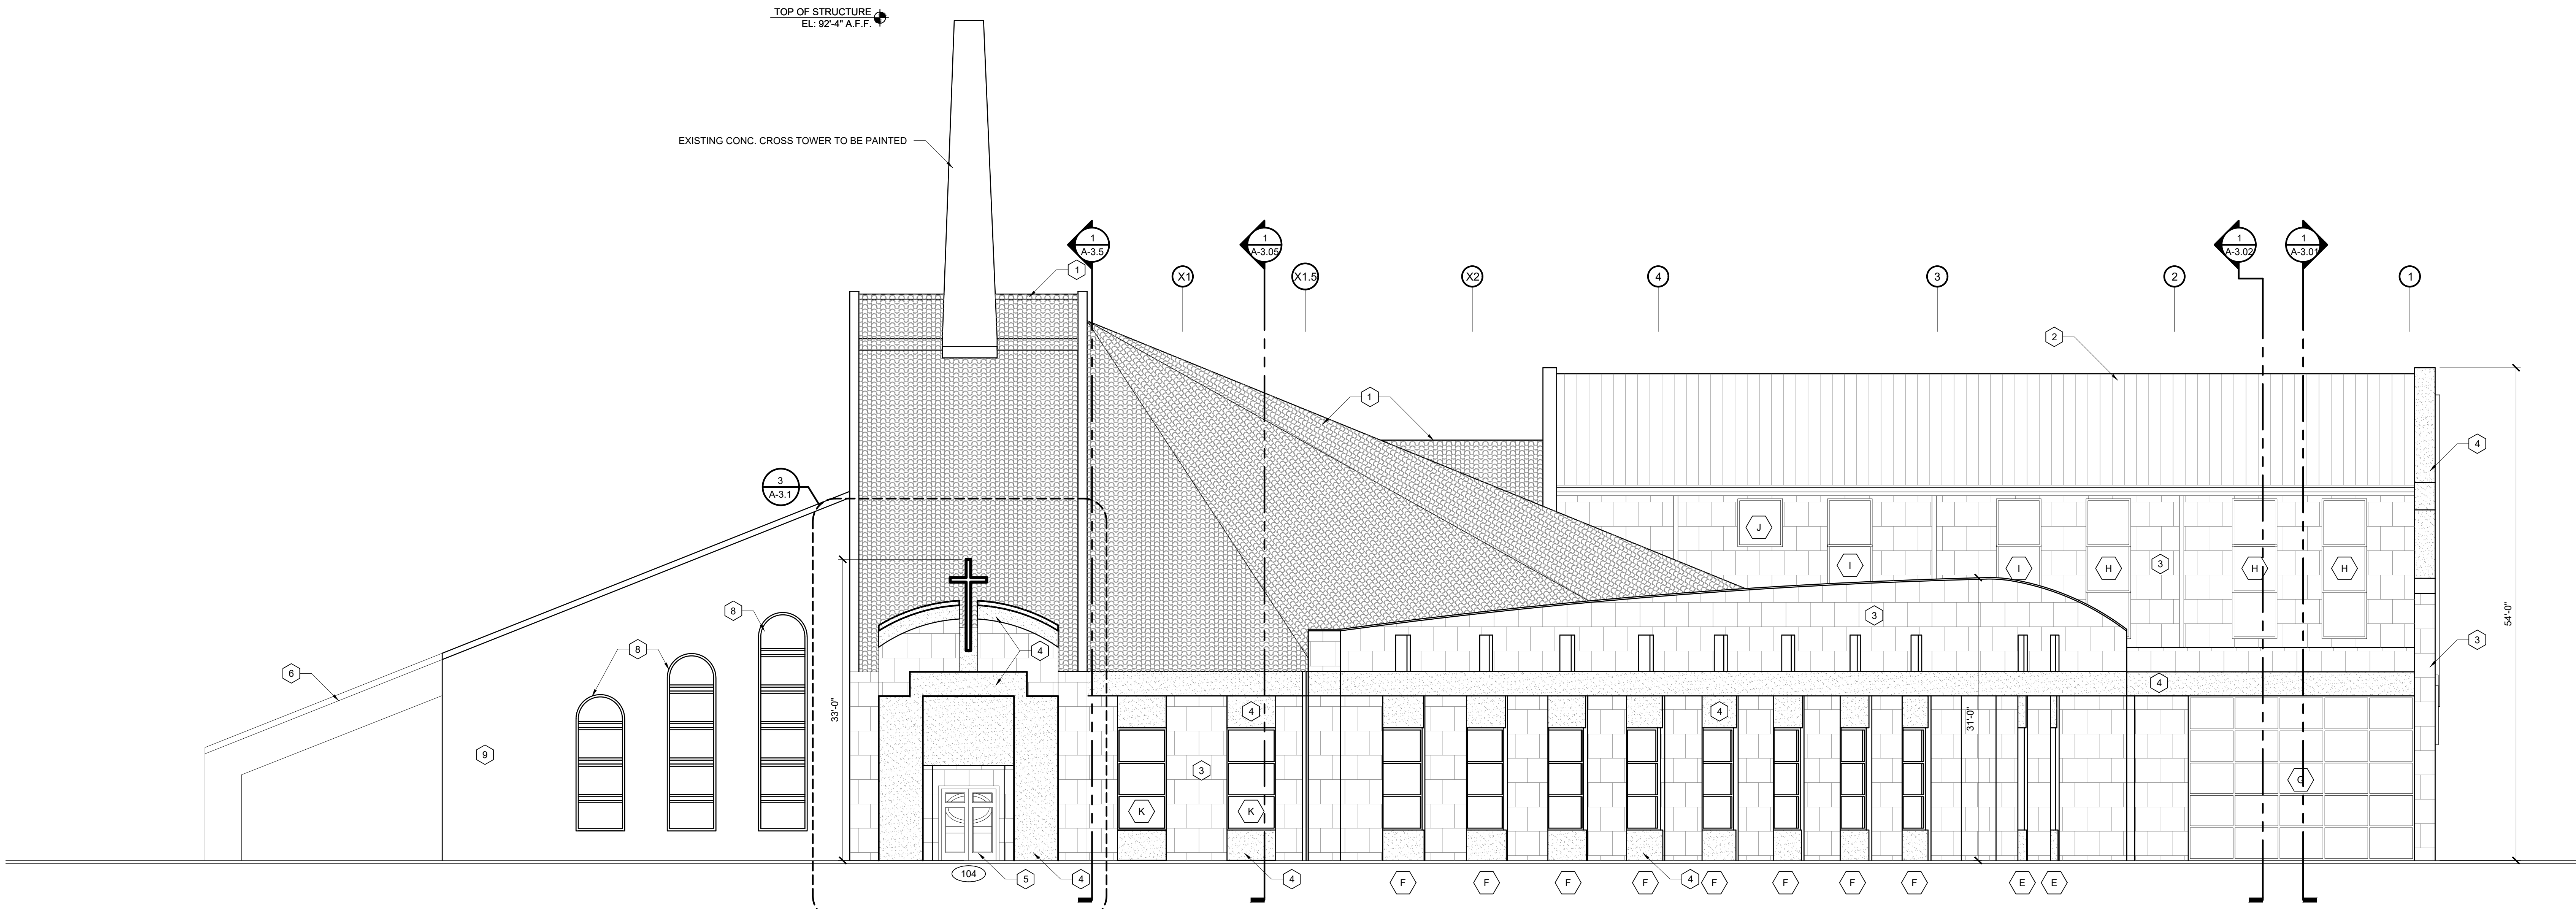 TOP OF STRUCTURE
EL: 92'-4" A.F.F.
EXISTING CONC. CROSS TOWER TO BE PAINTED
1
A-3.5
1
A-3.05
1
A-3.02
1
A-3.01
X1
X1.5
X2
4
3
2
1
1
2
1
4
3
A-3.1
J
I
I
H
H
H
3
8
8
3
4
3
6
4
54'-0"
33'-0"
4
4
31'-0"
9
3
G
K
K
104
5
4
4
4
F
F
F
F
F
F
F
F
E
E